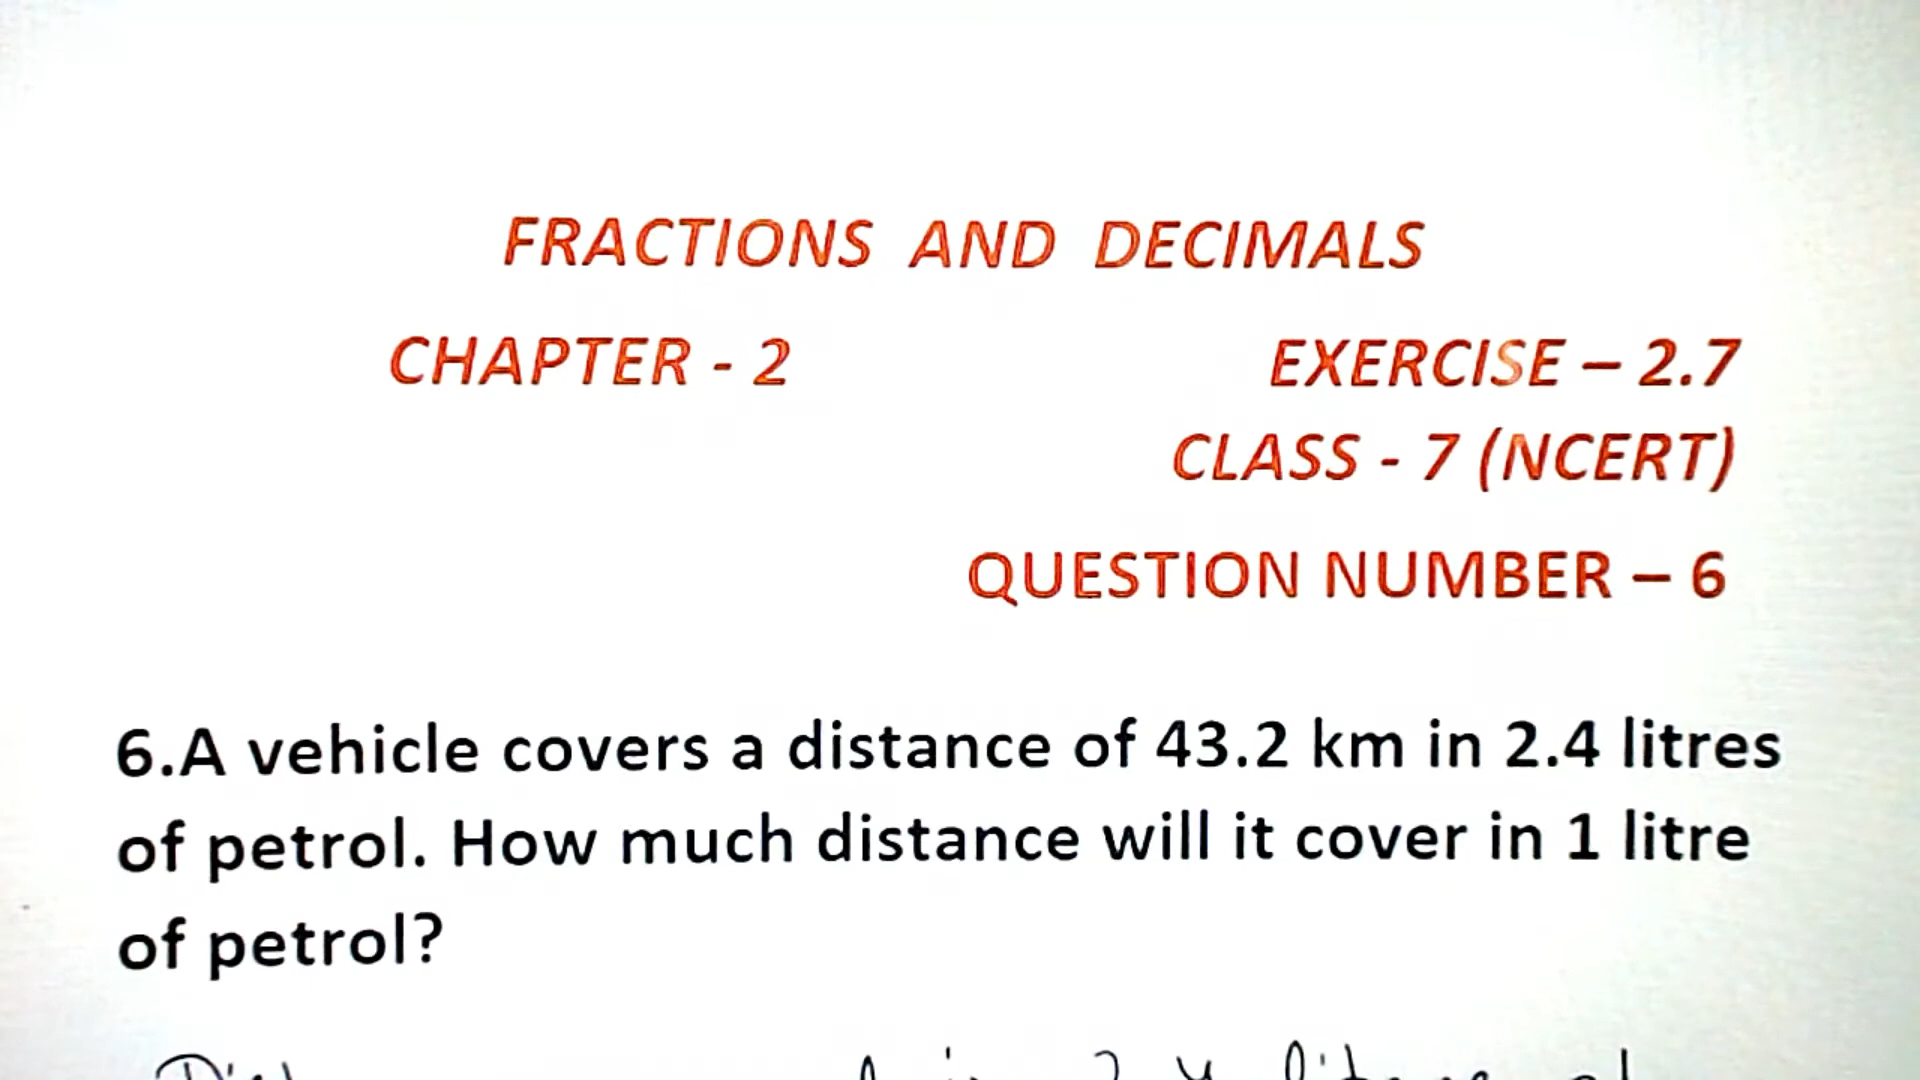 FRACTIONS AND DECIMALS
CHAPTER - 2 EXERCISE – 2.7
CLASS - 7 (NCERT)
QUESTION NUMBER – 6
6.A vehicle covers a distance of 43.2 km in 2.4 litres
of petrol. How much distance will it cover in 1 litre
of petrol?